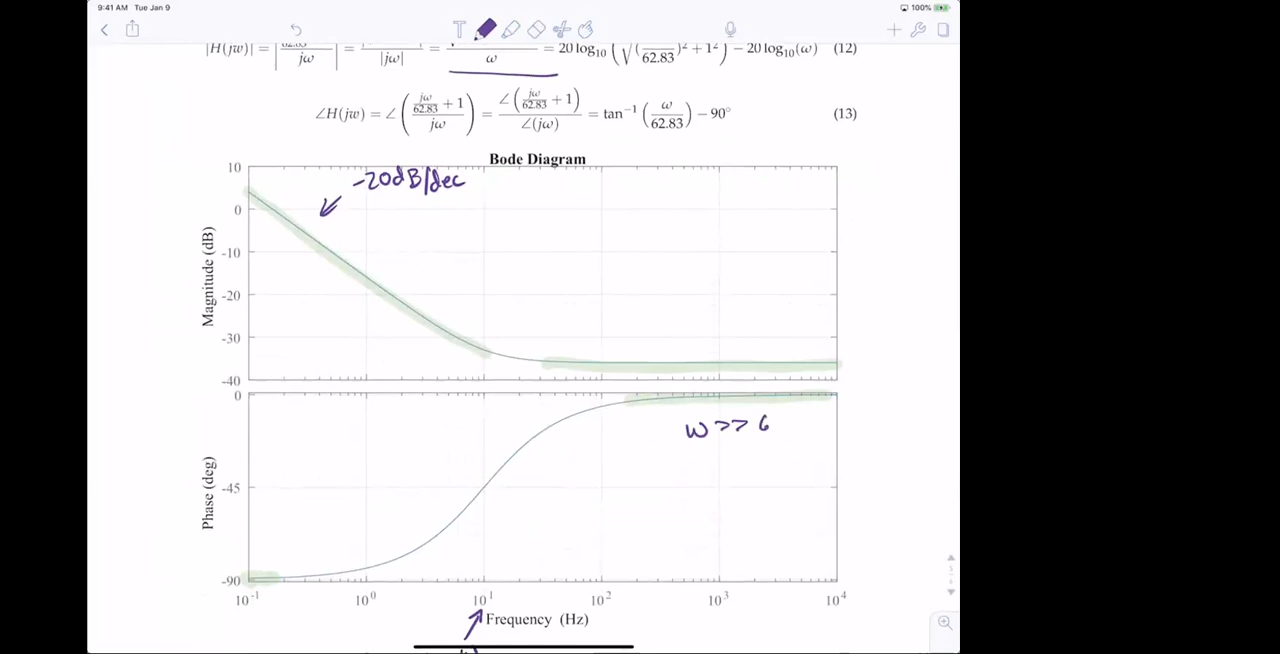 9:41 AM Tue Jan 9
100%
|H(jw)| = | jω | = |jω| = ω = 20 log₁₀ (√(62.83)² + 1²) − 20 log₁₀(ω) (12)
∠H(jw) = ∠(jω/62.83 + 1 / jω) = ∠(jω/62.83 + 1) / ∠(jω) = tan⁻¹ (ω/62.83) − 90° (13)
Bode Diagram
-20dB/dec
10
0
-10
-20
-30
-40
Magnitude (dB)
0
-45
-90
Phase (deg)
w >> 6
10⁻¹ 10⁰ 10¹ 10² 10³ 10⁴
Frequency (Hz)